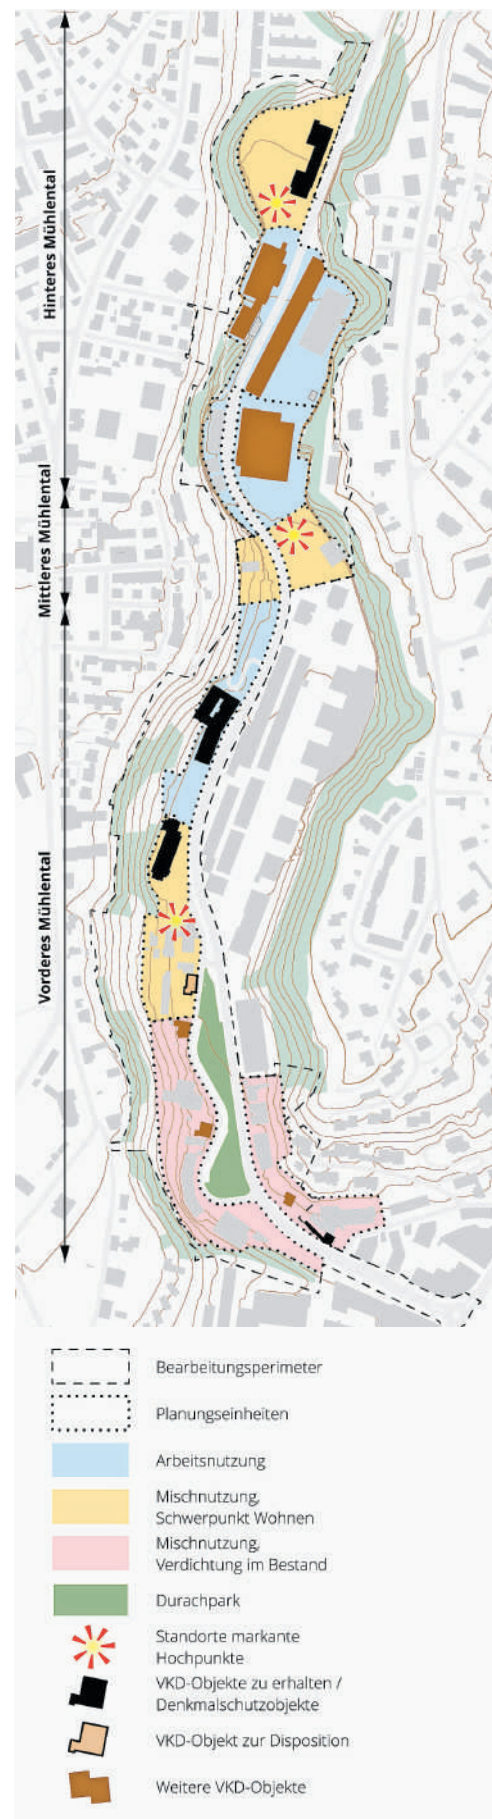 Hinteres Mühlental
Mittleres Mühlental
Vorderes Mühlental
Bearbeitungsperimeter
Planungseinheiten
Arbeitsnutzung
Mischnutzung,
Schwerpunkt Wohnen
Mischnutzung,
Verdichtung im Bestand
Durachpark
Standorte markante
Hochpunkte
VKD-Objekte zu erhalten /
Denkmalschutzobjekte
VKD-Objekt zur Disposition
Weitere VKD-Objekte